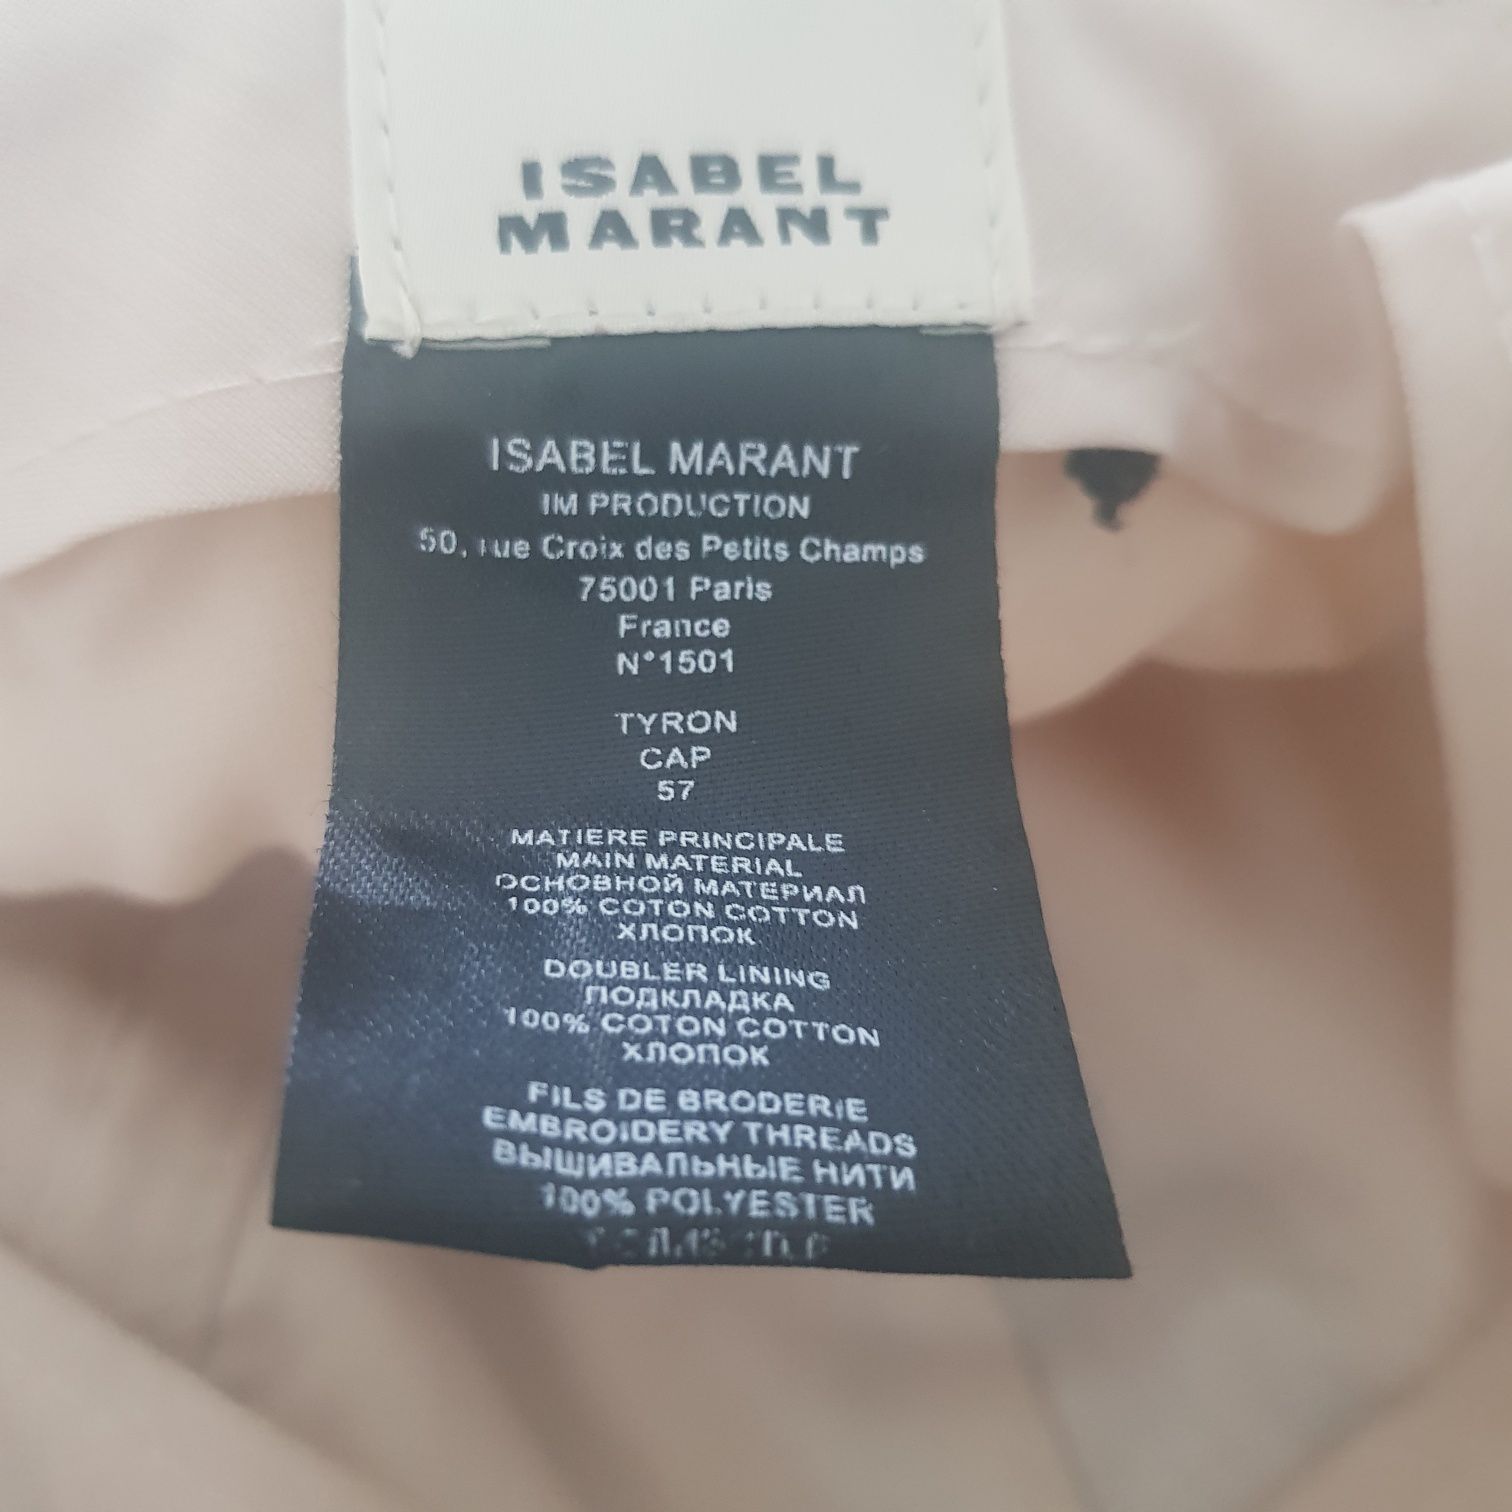 ISABEL
MARANT
ISABEL MARANT
IM PRODUCTION
50, rue Croix des Petits Champs
75001 Paris
France
N°1501
TYRON
CAP
57
MATIERE PRINCIPALE
MAIN MATERIAL
ОСНОВНОЙ МАТЕРИАЛ
100% COTON COTTON
ХЛОПОК
DOUBLER LINING
ПОДКЛАДКА
100% COTON COTTON
ХЛОПОК
FILS DE BRODERIE
EMBROIDERY THREADS
ВЫШИВАЛЬНЫЕ НИТИ
100% POLYESTER